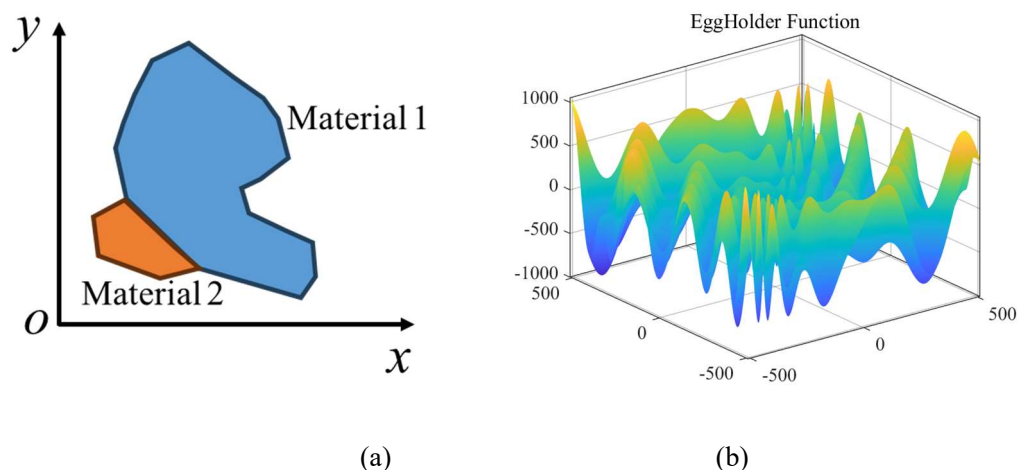 y
Material 1
Material 2
O
x
(a)
EggHolder Function
1000
500
0
-500
-1000
500
0
-500
-500
0
500
(b)